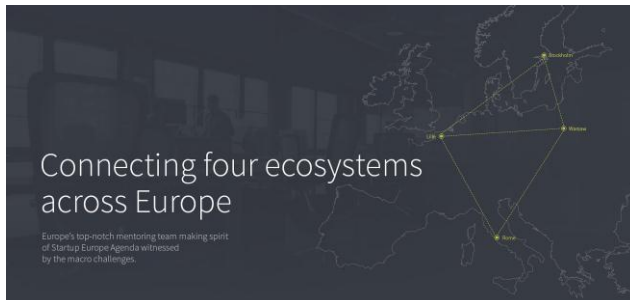 Stockholm
Lille
Warsaw
Connecting four ecosystems
across Europe
Europe's top-notch mentoring team making spirit
of Startup Europe Agenda witnessed
by the macro challenges.
Rome